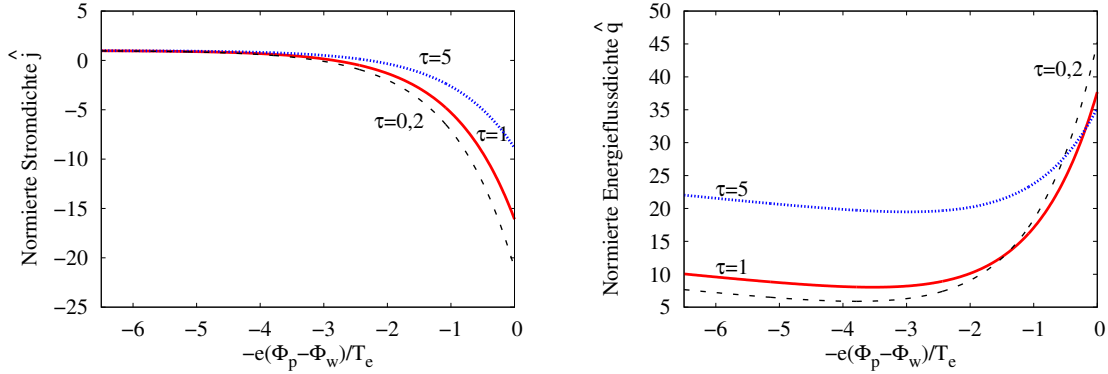 Normierte Stromdichte ĵ
5
0
−5
−10
−15
−20
−25
τ=5
τ=0,2
τ=1
−6 −5 −4 −3 −2 −1 0
−e(Φp−Φw)/Te
Normierte Energieflussdichte q̂
50
45
40
35
30
25
20
15
10
5
τ=0,2
τ=5
τ=1
−6 −5 −4 −3 −2 −1 0
−e(Φp−Φw)/Te